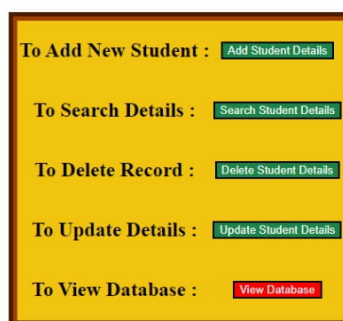 To Add New Student : Add Student Details
To Search Details : Search Student Details
To Delete Record : Delete Student Details
To Update Details : Update Student Details
To View Database : View Database